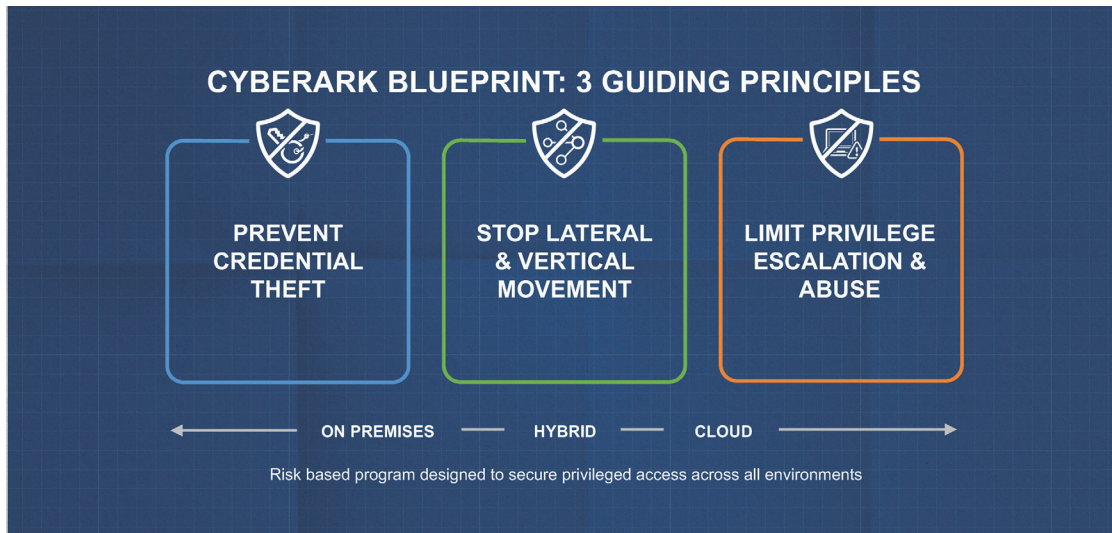 CYBERARK BLUEPRINT: 3 GUIDING PRINCIPLES
PREVENT
CREDENTIAL
THEFT
STOP LATERAL
& VERTICAL
MOVEMENT
LIMIT PRIVILEGE
ESCALATION &
ABUSE
ON PREMISES
HYBRID
CLOUD
Risk based program designed to secure privileged access across all environments